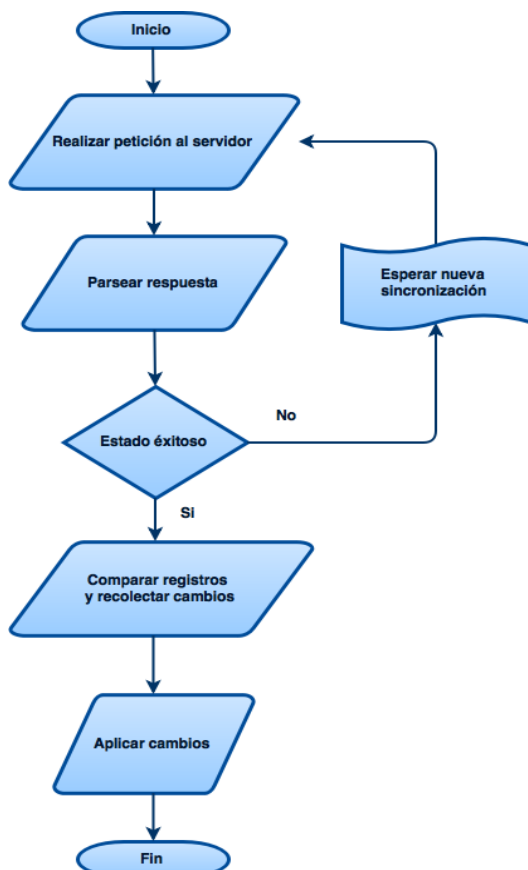 Inicio
Realizar petición al servidor
Parsear respuesta
Esperar nueva
sincronización
Estado éxitoso
No
Si
Comparar registros
y recolectar cambios
Aplicar cambios
Fin